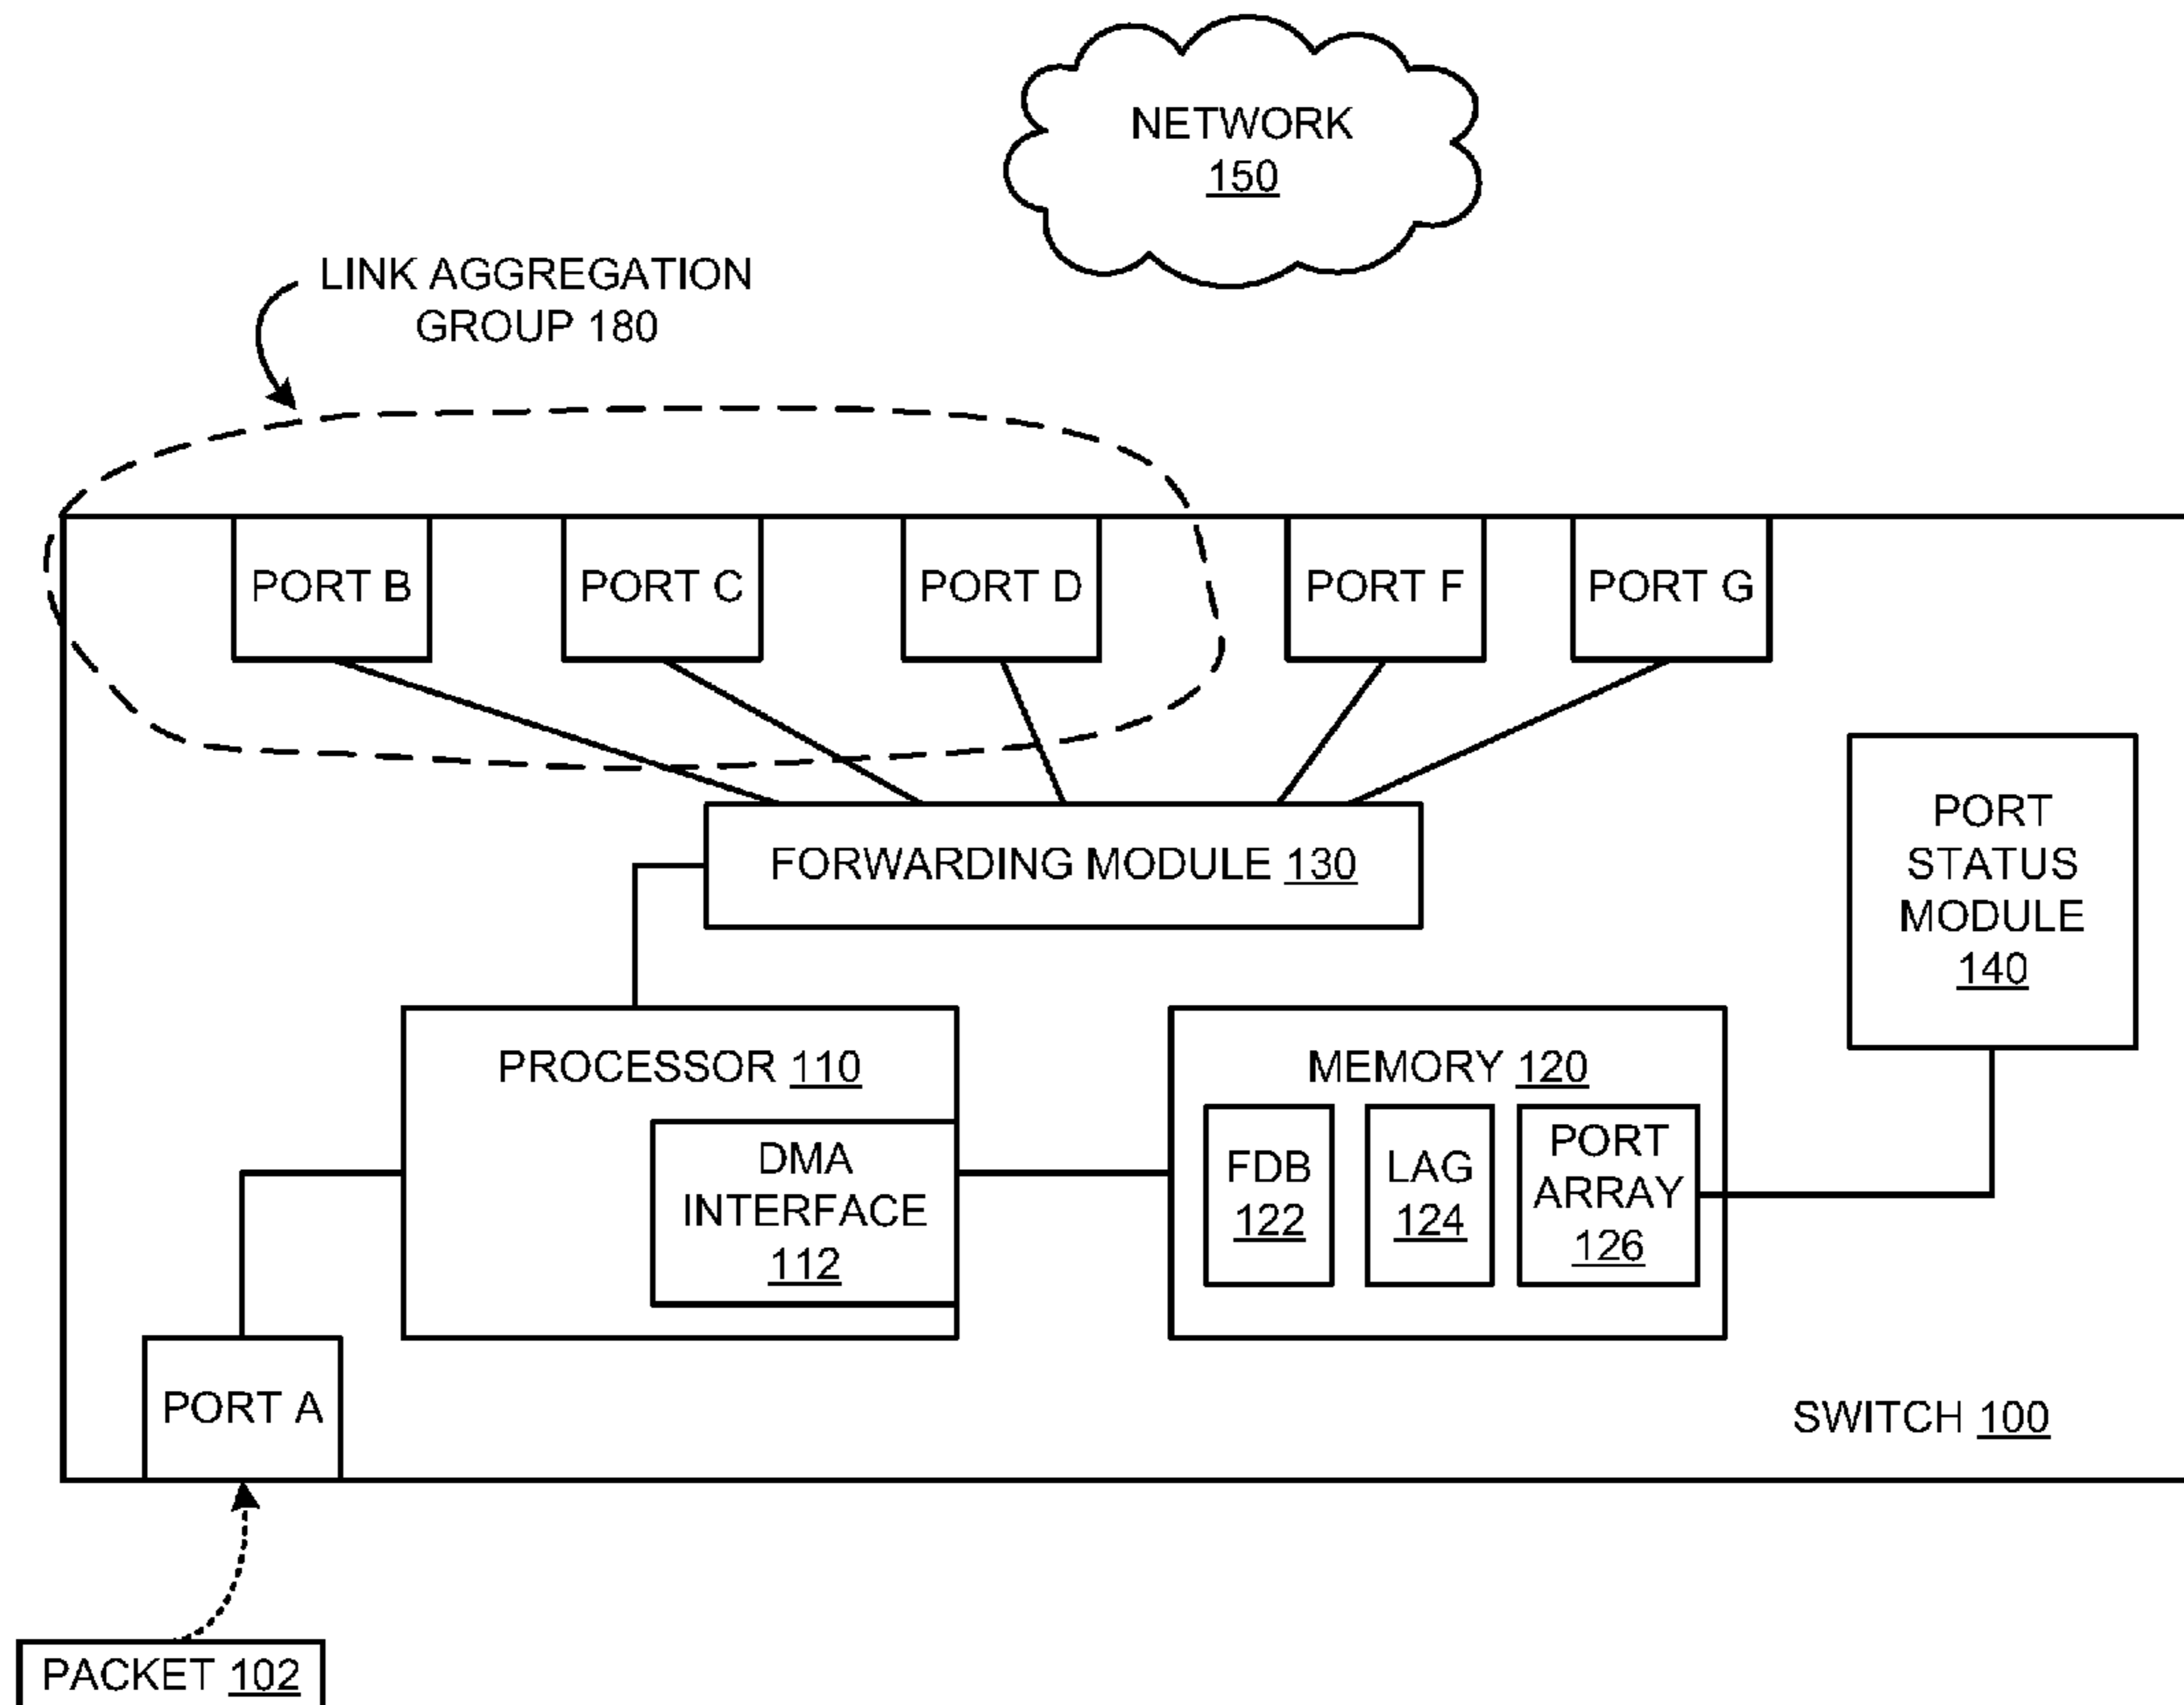 NETWORK
150
LINK AGGREGATION
GROUP 180
PORT B
PORT C
PORT D
PORT F
PORT G
FORWARDING MODULE 130
PORT
STATUS
MODULE
140
PROCESSOR 110
DMA
INTERFACE
112
MEMORY 120
FDB
122
LAG
124
PORT
ARRAY
126
PORT A
SWITCH 100
PACKET 102